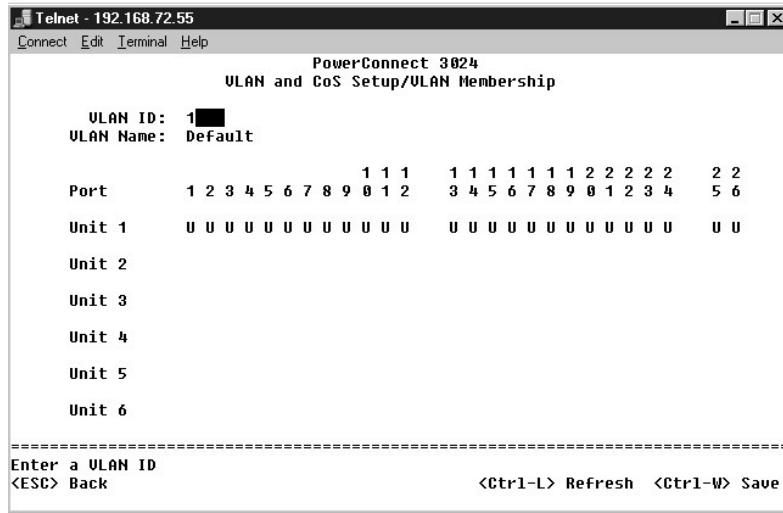 Telnet - 192.168.72.55
Connect Edit Terminal Help
PowerConnect 3024
VLAN and CoS Setup/VLAN Membership
VLAN ID: 1
VLAN Name: Default
1 1 1 1 1 1 1 1 1 1 2 2 2 2 2 2 2
Port 1 2 3 4 5 6 7 8 9 0 1 2 3 4 5 6 7 8 9 0 1 2 3 4 5 6
Unit 1 U U U U U U U U U U U U U U U U U U U U U U U U U U
Unit 2
Unit 3
Unit 4
Unit 5
Unit 6
================================================================================
Enter a VLAN ID
<ESC> Back <Ctrl-L> Refresh <Ctrl-W> Save